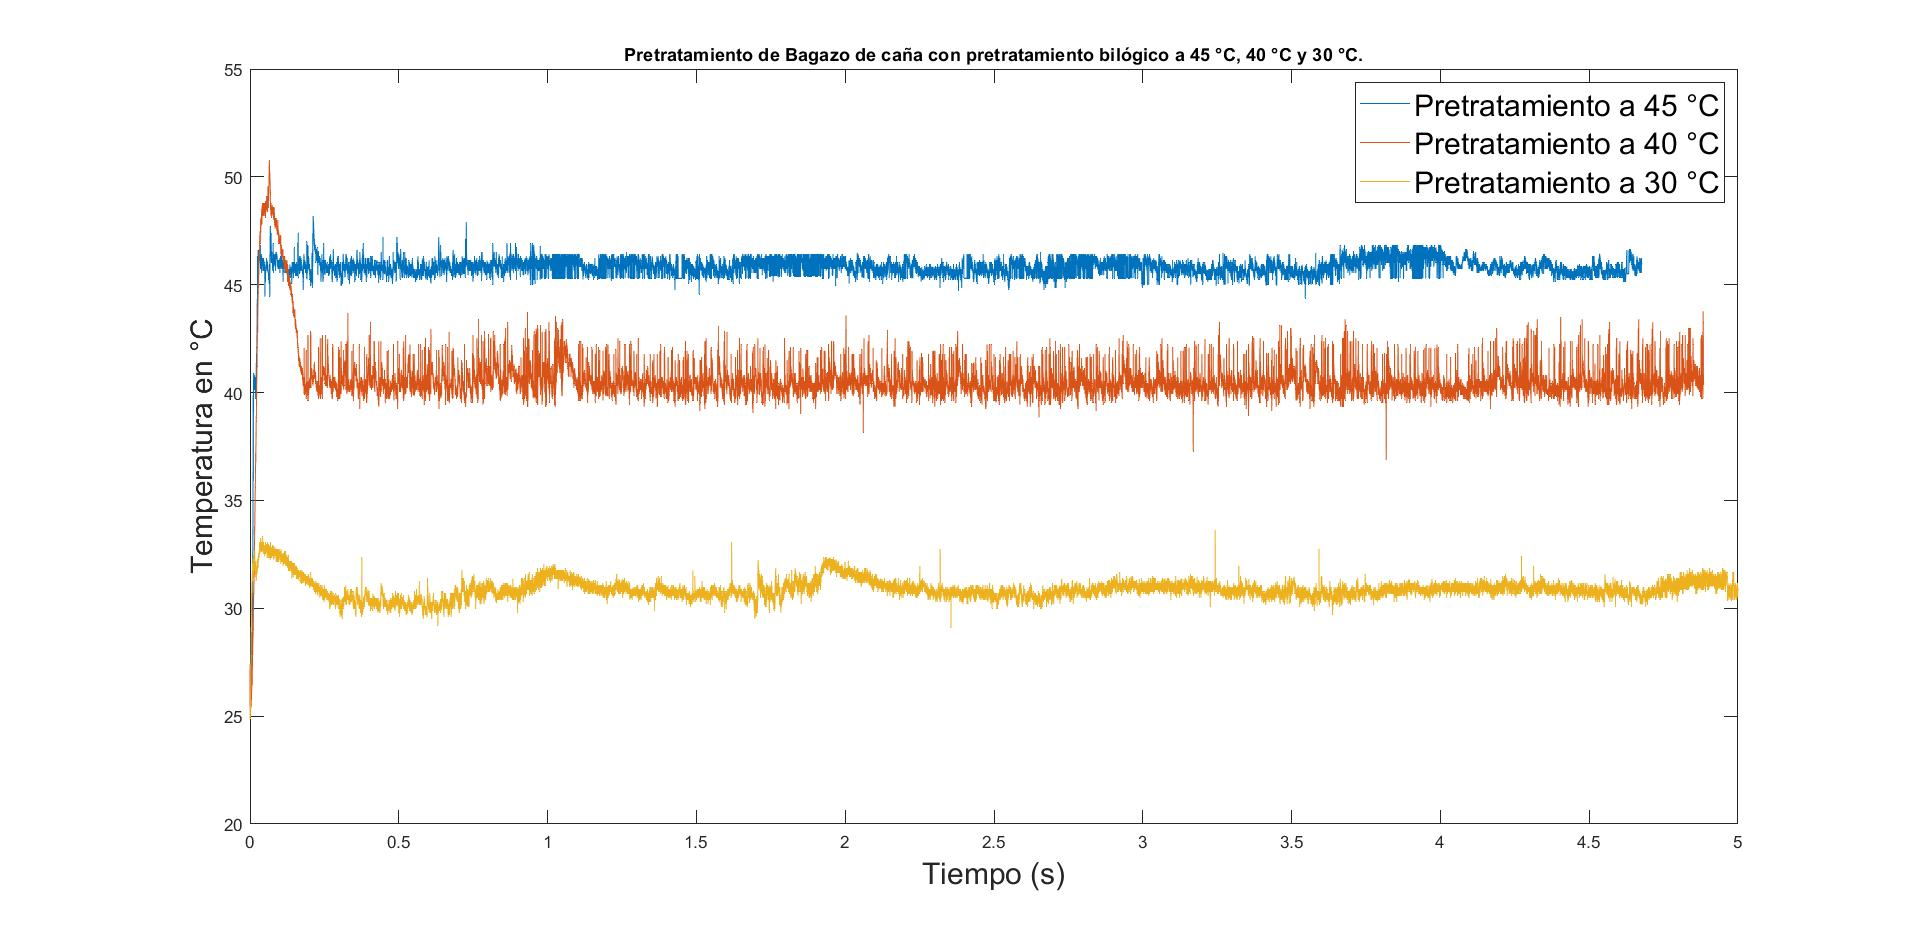 Pretratamiento de Bagazo de caña con pretratamiento bilógico a 45 °C, 40 °C y 30 °C.
55
50
45
40
35
30
25
20
Temperatura en °C
Pretratamiento a 45 °C
Pretratamiento a 40 °C
Pretratamiento a 30 °C
0 0.5 1 1.5 2 2.5 3 3.5 4 4.5 5
Tiempo (s)